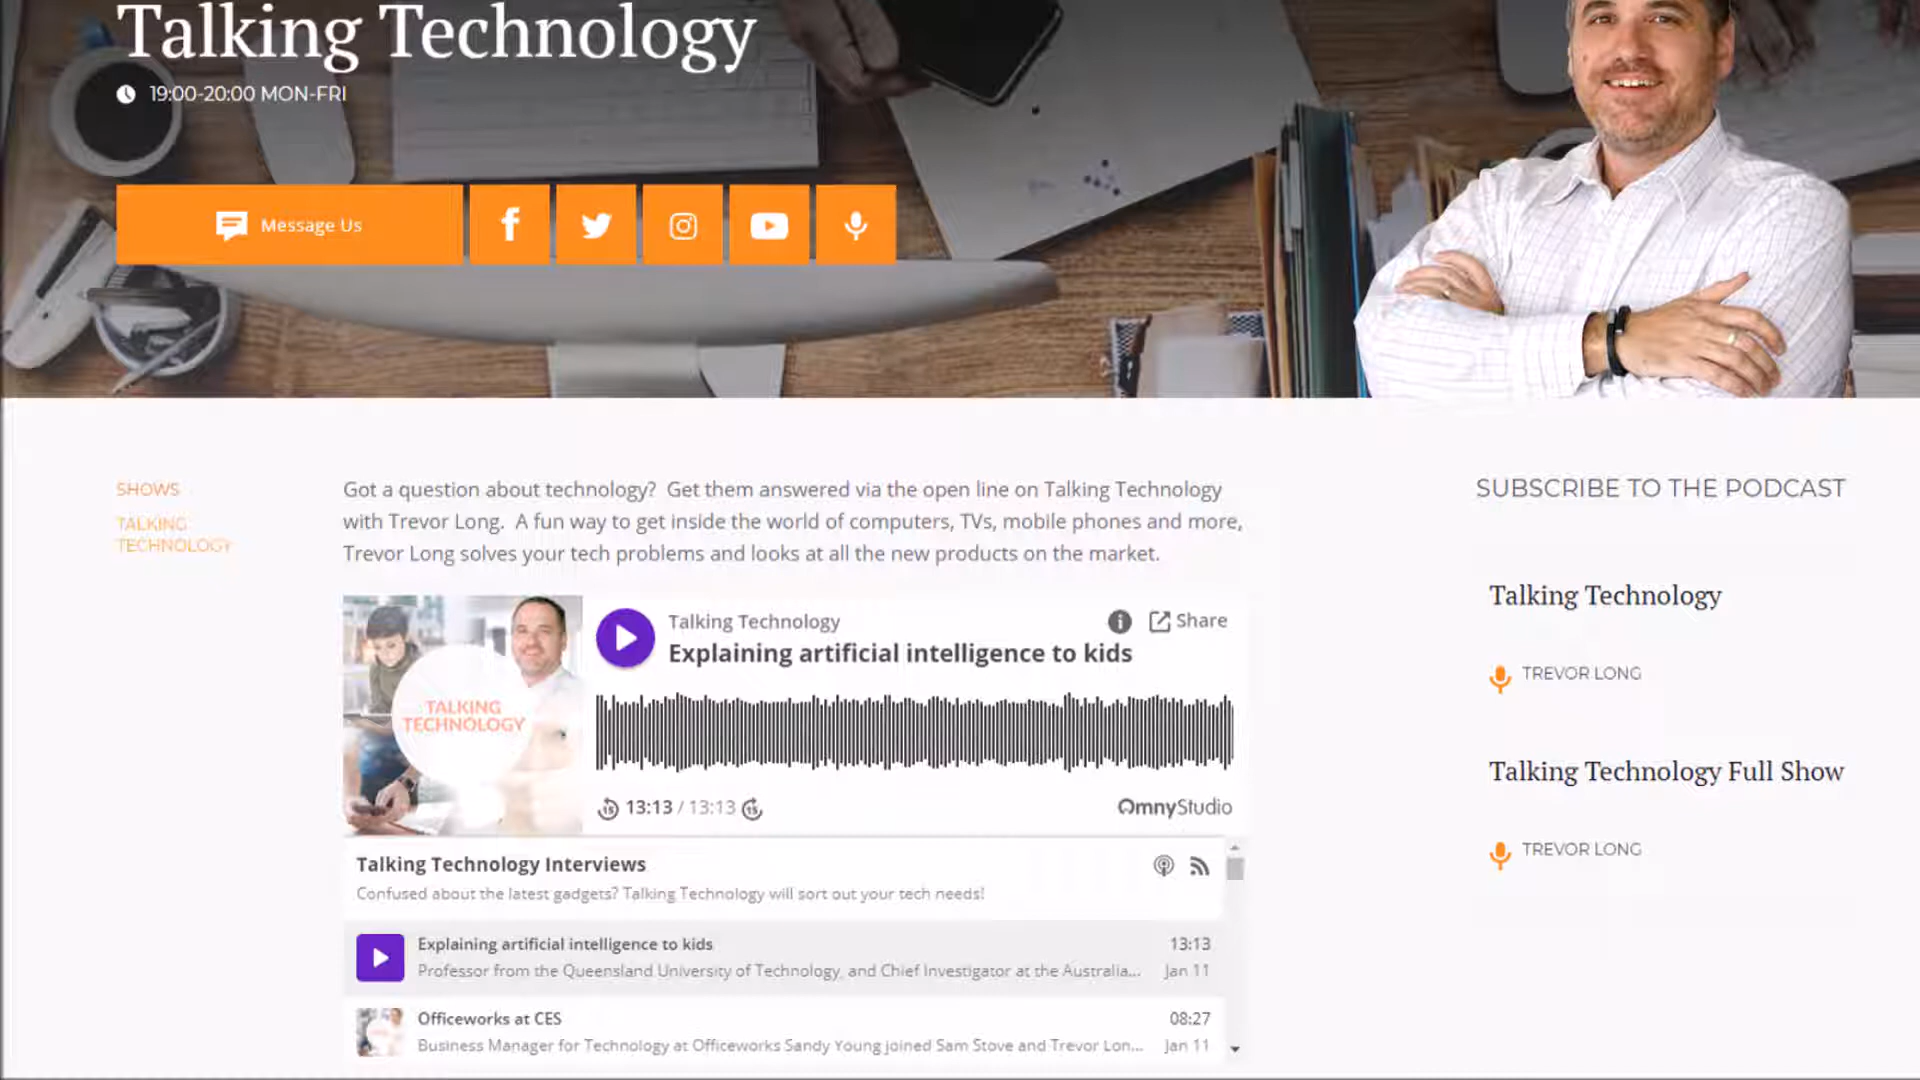 Talking Technology
19:00-20:00 MON-FRI
Message Us
SHOWS
TALKING
TECHNOLOGY
Got a question about technology?  Get them answered via the open line on Talking Technology
with Trevor Long.  A fun way to get inside the world of computers, TVs, mobile phones and more,
Trevor Long solves your tech problems and looks at all the new products on the market.
TALKING
TECHNOLOGY
Talking Technology
Share
Explaining artificial intelligence to kids
15 13:13 / 13:13 15
OmnyStudio
Talking Technology Interviews
Confused about the latest gadgets? Talking Technology will sort out your tech needs!
Explaining artificial intelligence to kids 13:13
Professor from the Queensland University of Technology, and Chief Investigator at the Australia... Jan 11
Officeworks at CES 08:27
Business Manager for Technology at Officeworks Sandy Young joined Sam Stove and Trevor Lon... Jan 11
SUBSCRIBE TO THE PODCAST
Talking Technology
TREVOR LONG
Talking Technology Full Show
TREVOR LONG